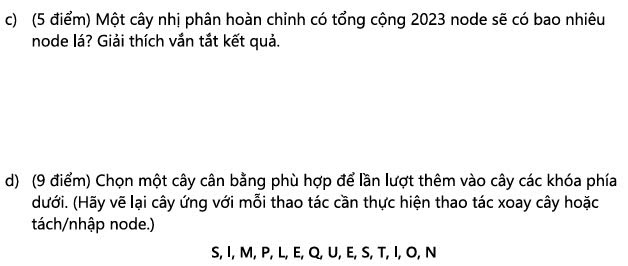 c) (5 điểm) Một cây nhị phân hoàn chỉnh có tổng cộng 2023 node sẽ có bao nhiêu
node lá? Giải thích vắn tắt kết quả.
d) (9 điểm) Chọn một cây cân bằng phù hợp để lần lượt thêm vào cây các khóa phía
dưới. (Hãy vẽ lại cây ứng với mỗi thao tác cần thực hiện thao tác xoay cây hoặc
tách/nhập node.)
S, I, M, P, L, E, Q, U, E, S, T, I, O, N